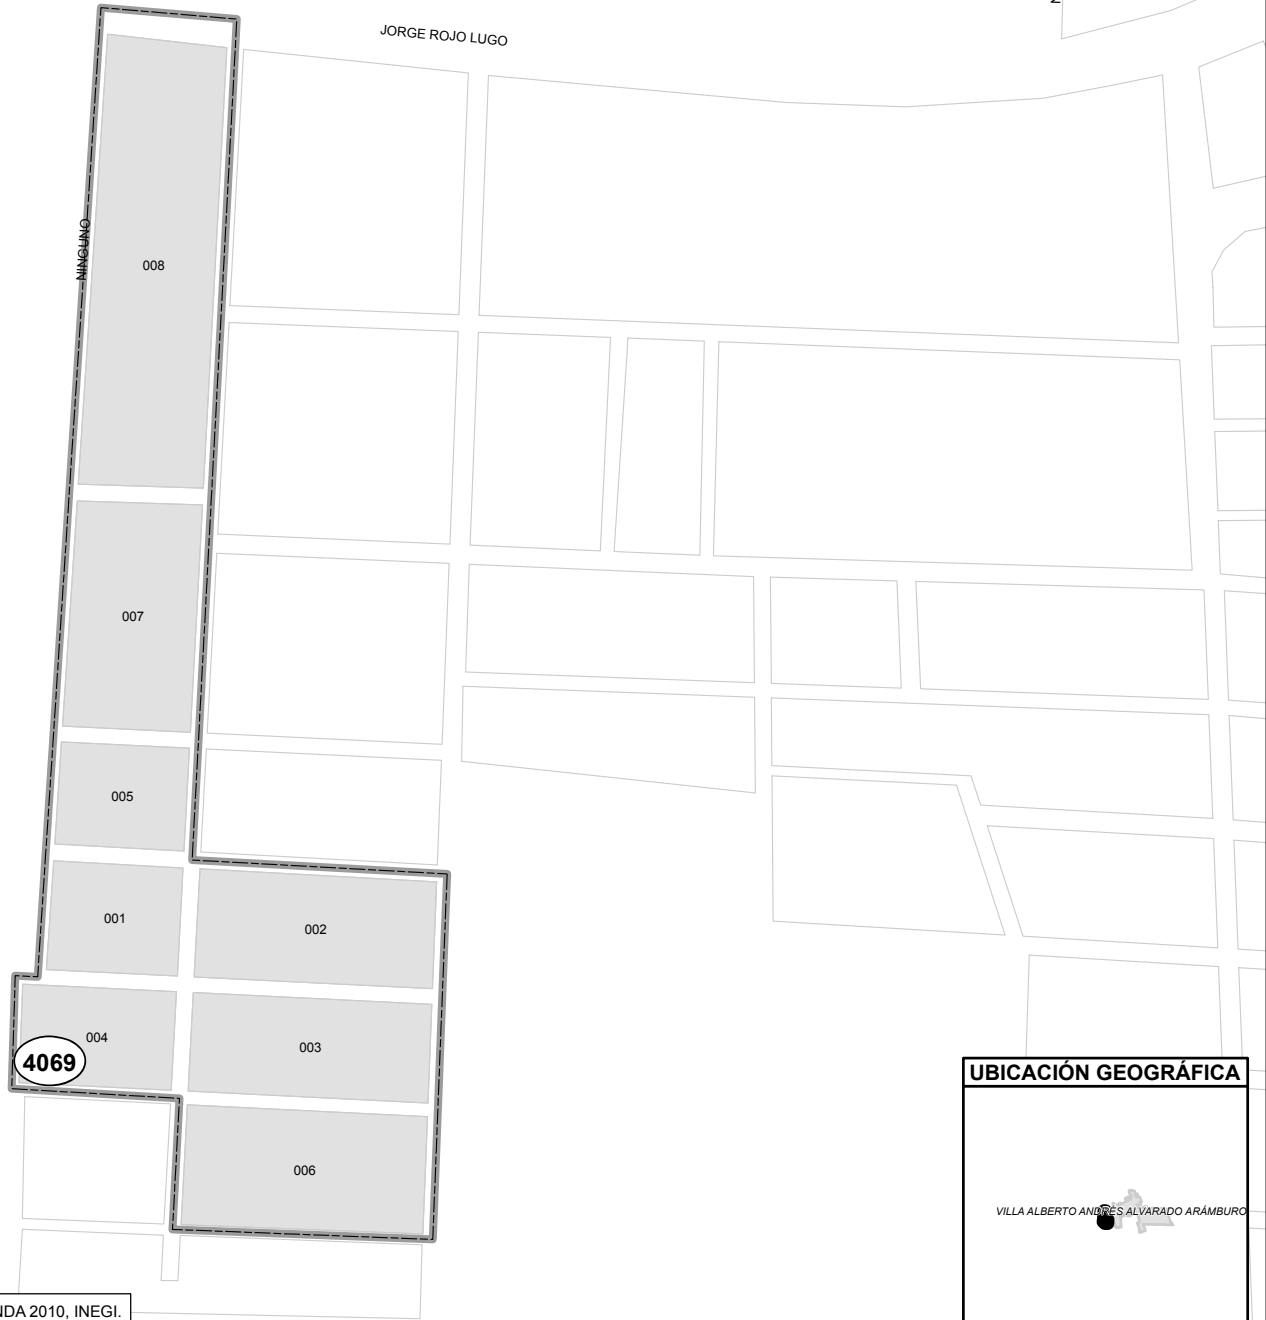 JORGE ROJO LUGO
NINGUNO
008
007
005
001
002
004
003
4069
006
UBICACIÓN GEOGRÁFICA
VILLA ALBERTO ANDRÉS ALVARADO ARÁMBURO
NDA 2010, INEGI.